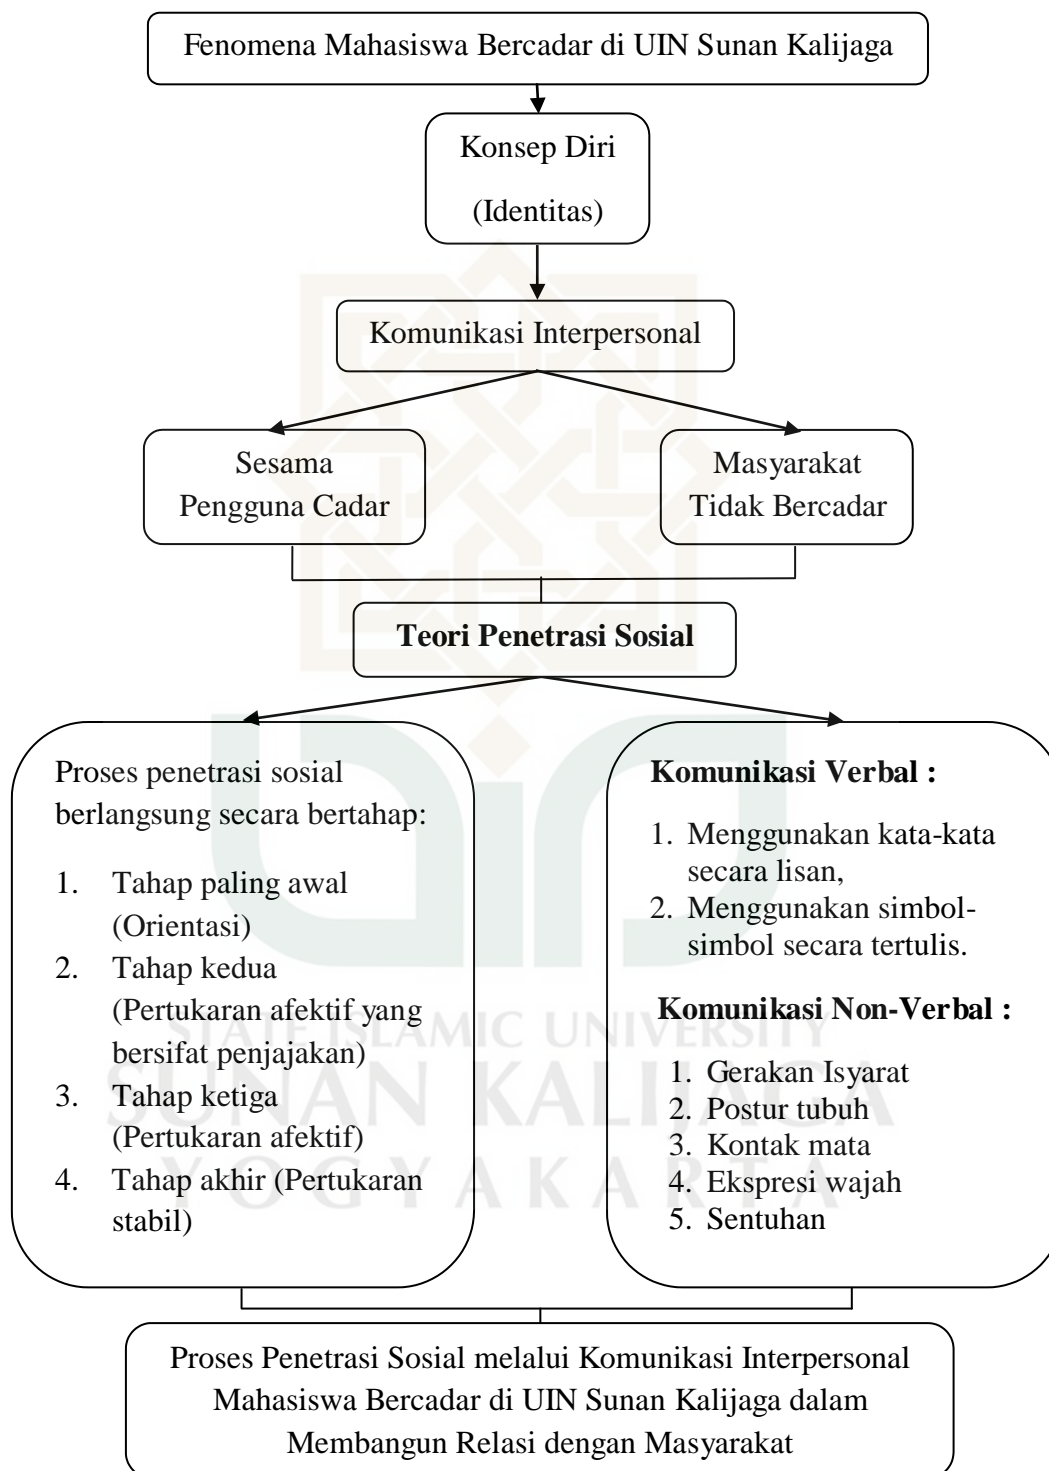 Fenomena Mahasiswa Bercadar di UIN Sunan Kalijaga
Konsep Diri
(Identitas)
Komunikasi Interpersonal
Sesama
Pengguna Cadar
Masyarakat
Tidak Bercadar
Teori Penetrasi Sosial
Proses penetrasi sosial
berlangsung secara bertahap:
1. Tahap paling awal
(Orientasi)
2. Tahap kedua
(Pertukaran afektif yang
bersifat penjajakan)
3. Tahap ketiga
(Pertukaran afektif)
4. Tahap akhir (Pertukaran
stabil)
Komunikasi Verbal :
1. Menggunakan kata-kata
secara lisan,
2. Menggunakan simbol-
simbol secara tertulis.
Komunikasi Non-Verbal :
1. Gerakan Isyarat
2. Postur tubuh
3. Kontak mata
4. Ekspresi wajah
5. Sentuhan
STATE ISLAMIC UNIVERSITY
SUNAN KALIJAGA
YOGYAKARTA
Proses Penetrasi Sosial melalui Komunikasi Interpersonal
Mahasiswa Bercadar di UIN Sunan Kalijaga dalam
Membangun Relasi dengan Masyarakat